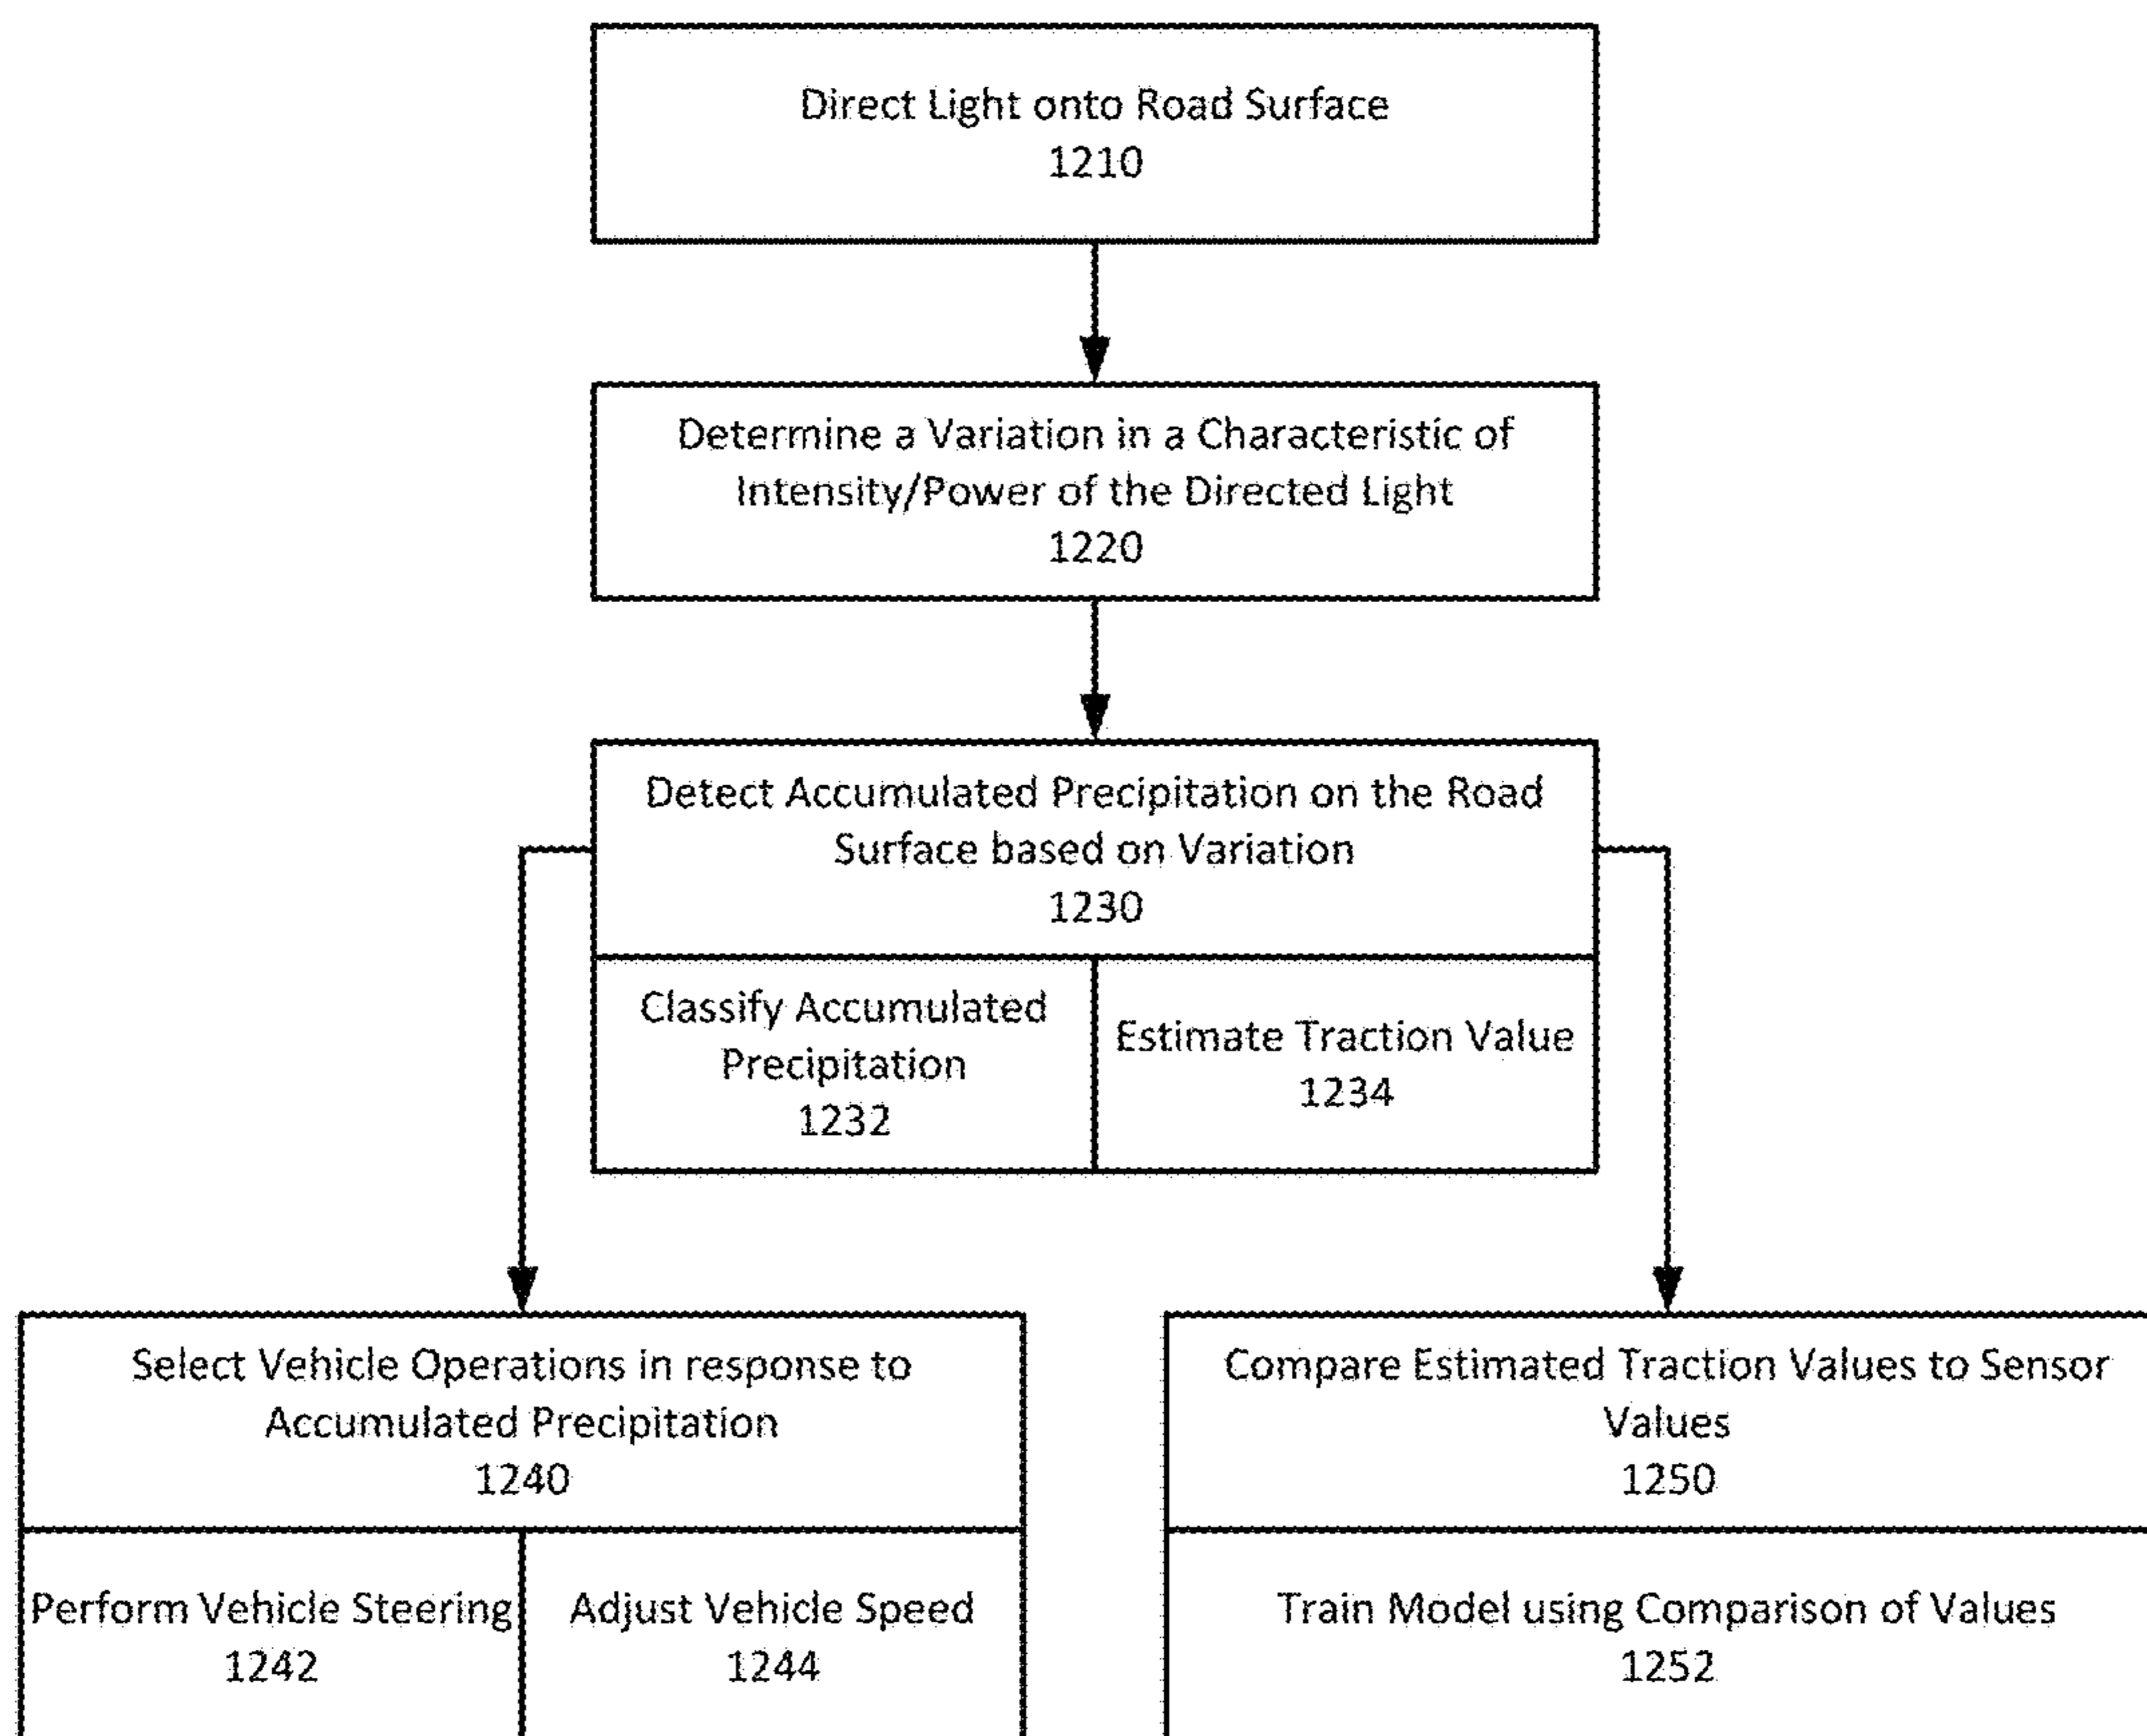 Direct Light onto Road Surface
1210
Determine a Variation in a Characteristic of
Intensity/Power of the Directed Light
1220
Detect Accumulated Precipitation on the Road
Surface based on Variation
1230
Classify Accumulated
Precipitation
1232
Estimate Traction Value
1234
Select Vehicle Operations in response to
Accumulated Precipitation
1240
Perform Vehicle Steering
1242
Adjust Vehicle Speed
1244
Compare Estimated Traction Values to Sensor
Values
1250
Train Model using Comparison of Values
1252